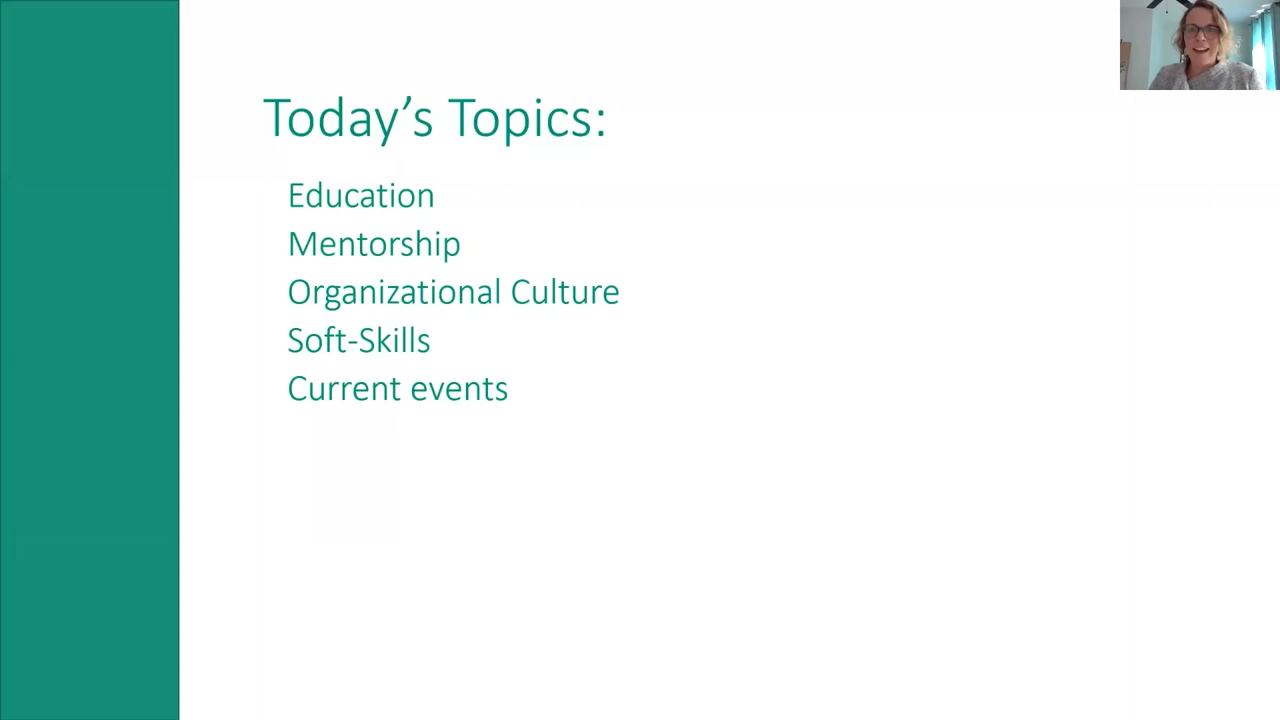 Today’s Topics:
Education
Mentorship
Organizational Culture
Soft-Skills
Current events